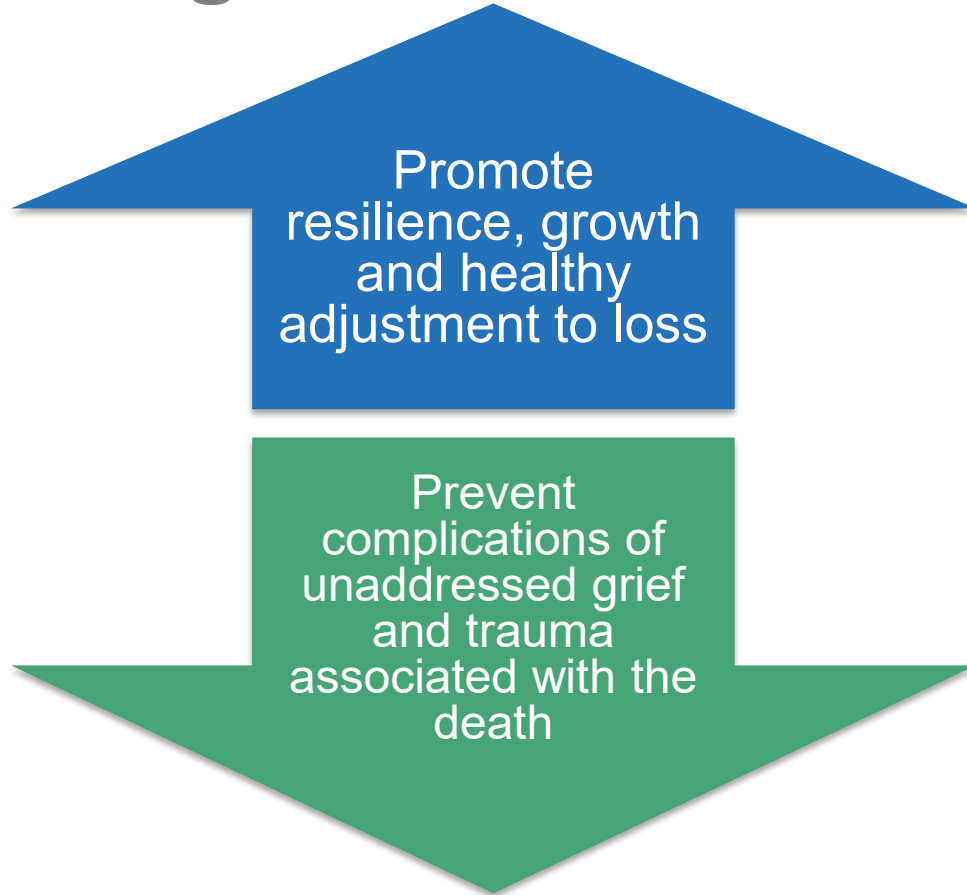 Promote
resilience, growth
and healthy
adjustment to loss
Prevent
complications of
unaddressed grief
and trauma
associated with the
death